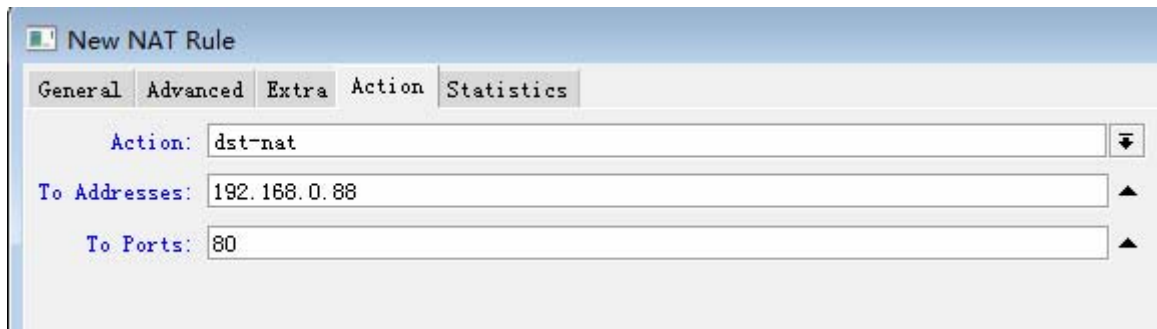 New NAT Rule
General Advanced Extra Action Statistics
Action: dst-nat
To Addresses: 192.168.0.88
To Ports: 80